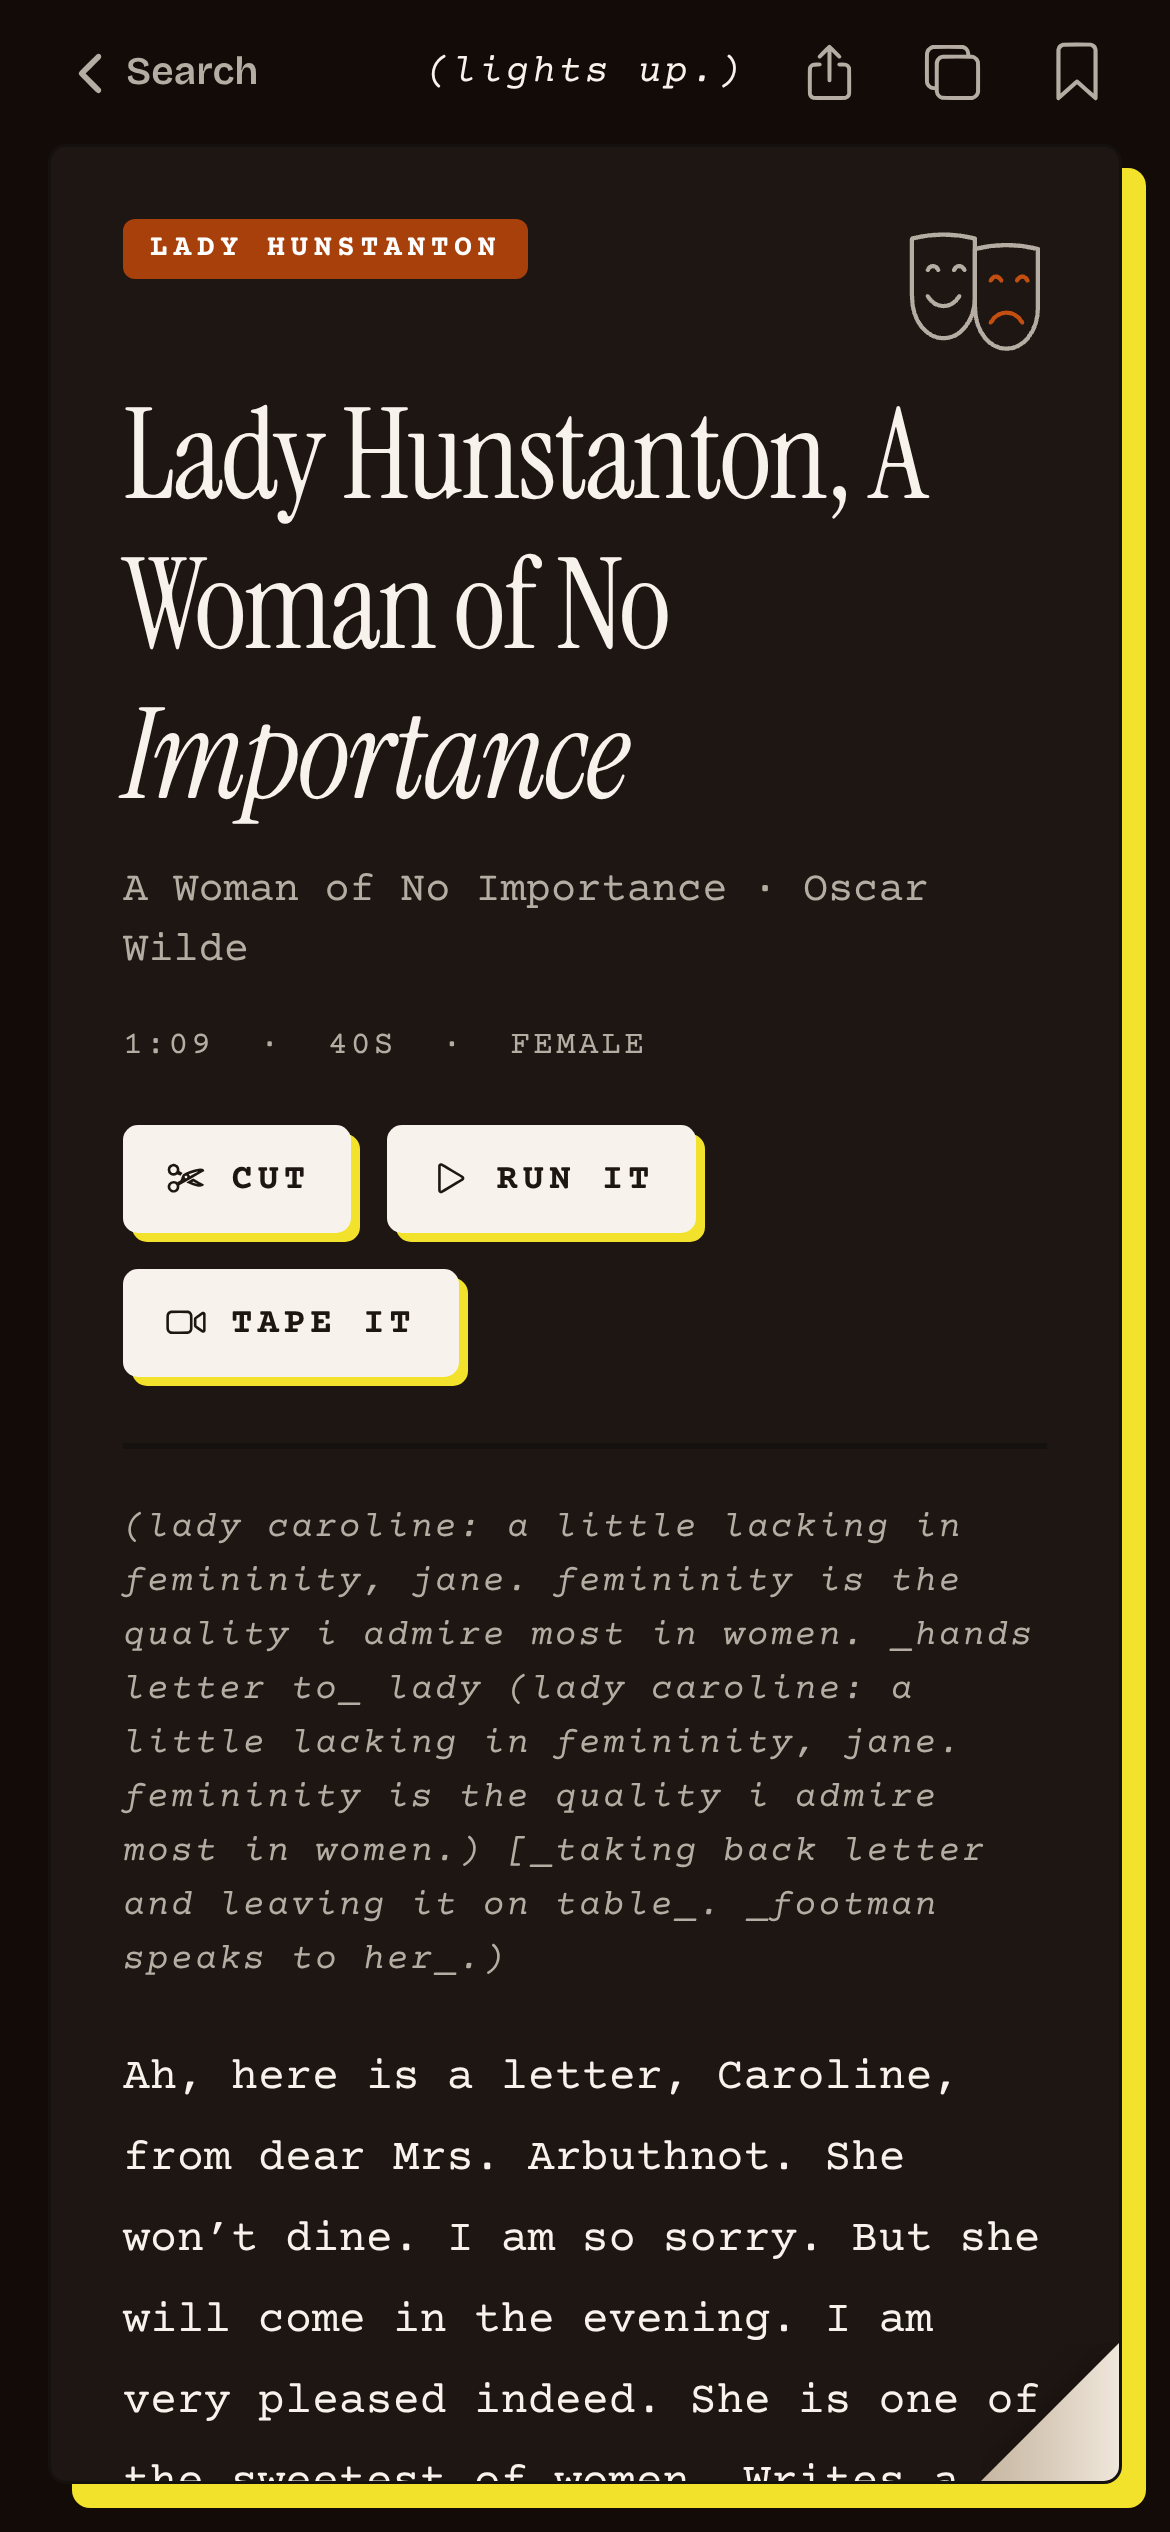 Search
(lights up.)
LADY HUNSTANTON
Lady Hunstanton, A
Woman of No
Importance
A Woman of No Importance · Oscar
Wilde
1:09 · 40S · FEMALE
CUT
RUN IT
TAPE IT
(lady caroline: a little lacking in
femininity, jane. femininity is the
quality i admire most in women. _hands
letter to_ lady (lady caroline: a
little lacking in femininity, jane.
femininity is the quality i admire
most in women.) [_taking back letter
and leaving it on table_. _footman
speaks to her_.)
Ah, here is a letter, Caroline,
from dear Mrs. Arbuthnot. She
won’t dine. I am so sorry. But she
will come in the evening. I am
very pleased indeed. She is one of
the sweetest of women. Writes a